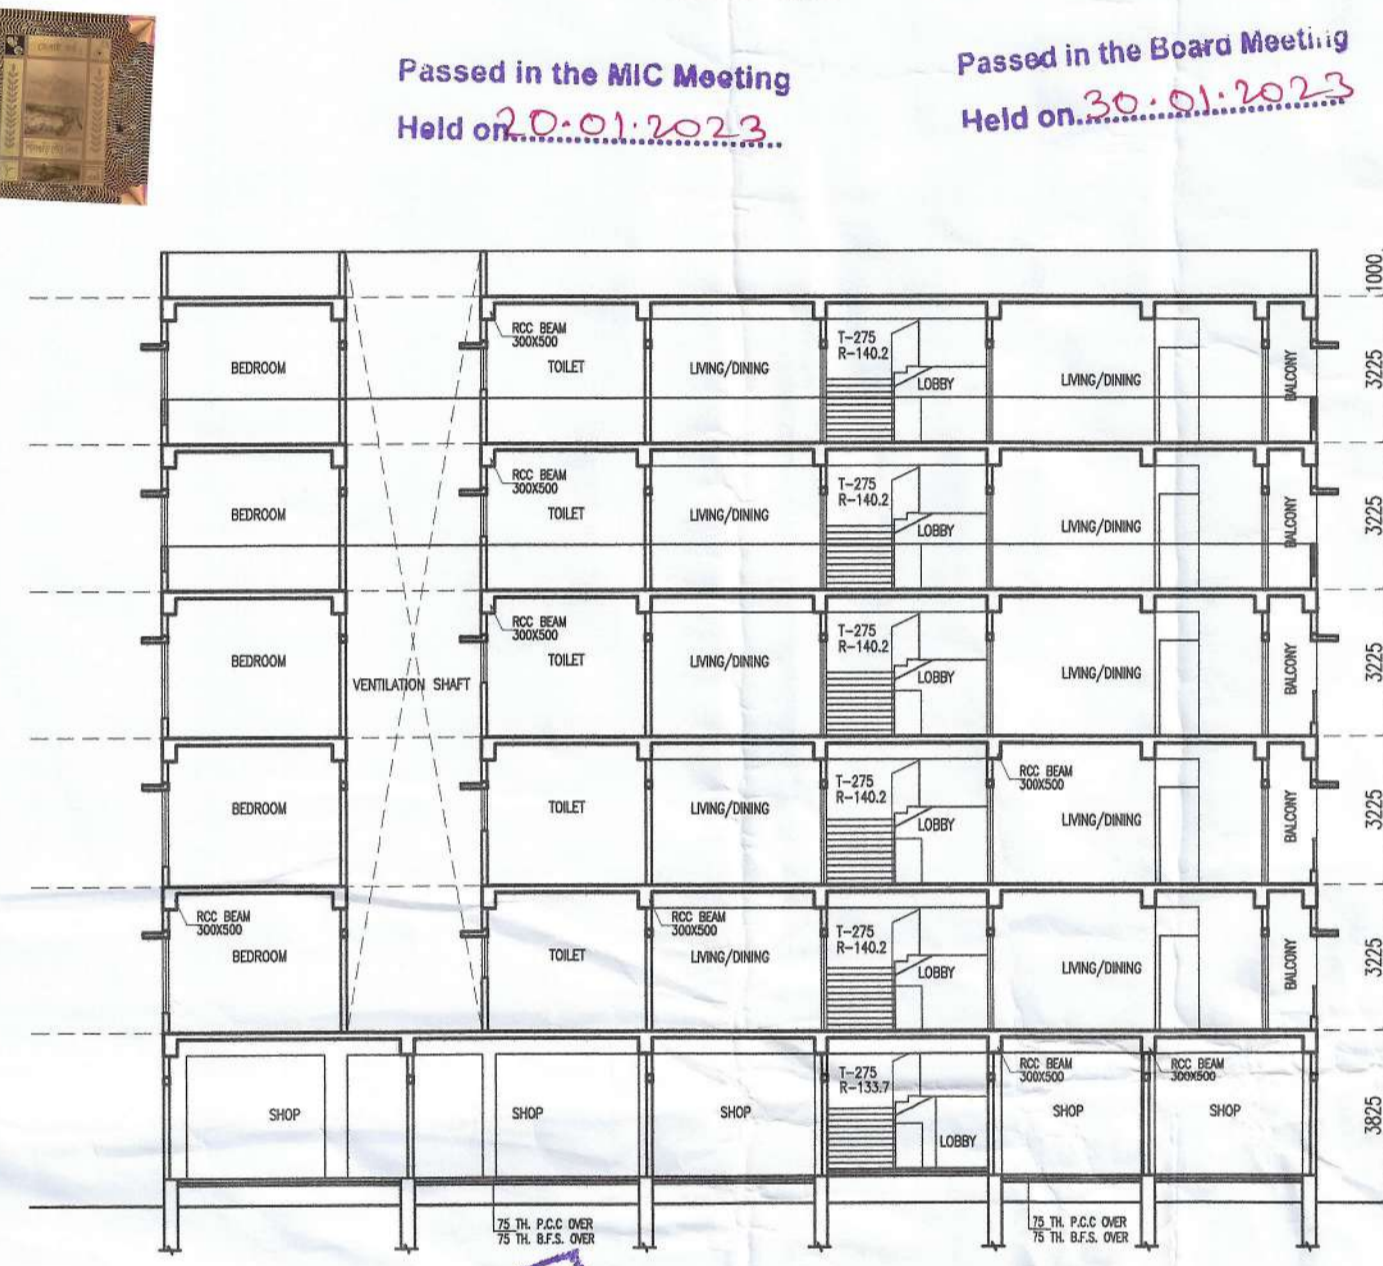 Passed in the MIC Meeting
Held on 20.01.2023
Passed in the Board Meeting
Held on 30.01.2023
1000
RCC BEAM
300X500
T-275
R-140.2
BEDROOM
TOILET
LIVING/DINING
LOBBY
LIVING/DINING
BALCONY
3225
RCC BEAM
300X500
T-275
R-140.2
BEDROOM
TOILET
LIVING/DINING
LOBBY
LIVING/DINING
BALCONY
3225
RCC BEAM
300X500
T-275
R-140.2
BEDROOM
TOILET
LIVING/DINING
LOBBY
LIVING/DINING
BALCONY
3225
VENTILATION SHAFT
T-275
R-140.2
RCC BEAM
300X500
BEDROOM
TOILET
LIVING/DINING
LOBBY
LIVING/DINING
BALCONY
3225
RCC BEAM
300X500
RCC BEAM
300X500
T-275
R-140.2
BEDROOM
TOILET
LIVING/DINING
LOBBY
LIVING/DINING
BALCONY
3225
T-275
R-133.7
RCC BEAM
300X500
RCC BEAM
300X500
SHOP
SHOP
SHOP
LOBBY
SHOP
SHOP
3825
75 TH. P.C.C OVER
75 TH. B.F.S. OVER
75 TH. P.C.C OVER
75 TH. B.F.S. OVER